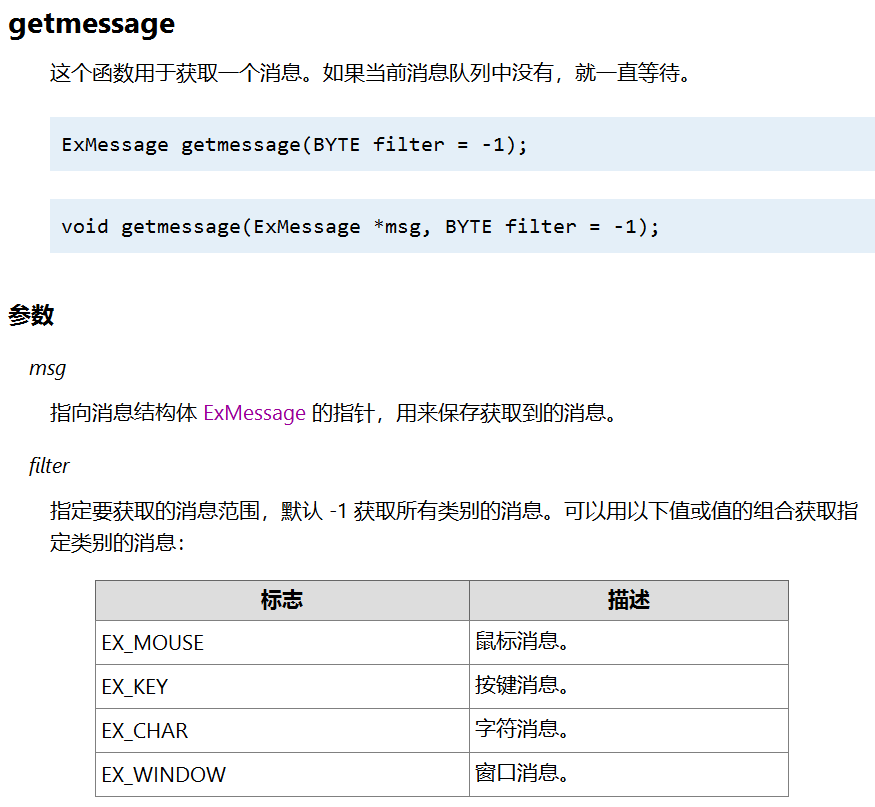 getmessage
这个函数用于获取一个消息。如果当前消息队列中没有，就一直等待。
ExMessage getmessage(BYTE filter = -1);
void getmessage(ExMessage *msg, BYTE filter = -1);
参数
msg
指向消息结构体 ExMessage 的指针，用来保存获取到的消息。
filter
指定要获取的消息范围，默认 -1 获取所有类别的消息。可以用以下值或值的组合获取指
定类别的消息：
标志 描述
EX_MOUSE 鼠标消息。
EX_KEY 按键消息。
EX_CHAR 字符消息。
EX_WINDOW 窗口消息。